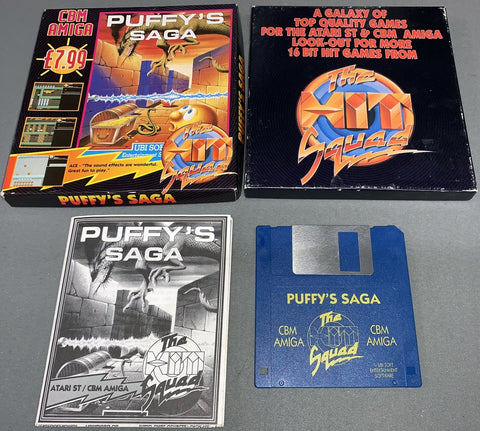 CBM
AMIGA
£7.99
PUFFY'S
SAGA
UBI SOFT
Entertainment S
The
HIT
Squad
ACE - "The sound effects are wonderful.
Great fun to play."
PUFFY'S SAGA
PUFFY'S SAGA
A GALAXY OF
TOP QUALITY GAMES
FOR THE ATARI ST & CBM AMIGA
LOOK-OUT FOR MORE
16 BIT HIT GAMES FROM
The
HIT
Squad
PUFFY'S
SAGA
The
HIT
Squad
ATARI ST / CBM AMIGA
PUFFY'S SAGA
CBM
AMIGA
The
HIT
Squad
CBM
AMIGA
© UBI SOFT
ENTERTAINMENT
SOFTWARE